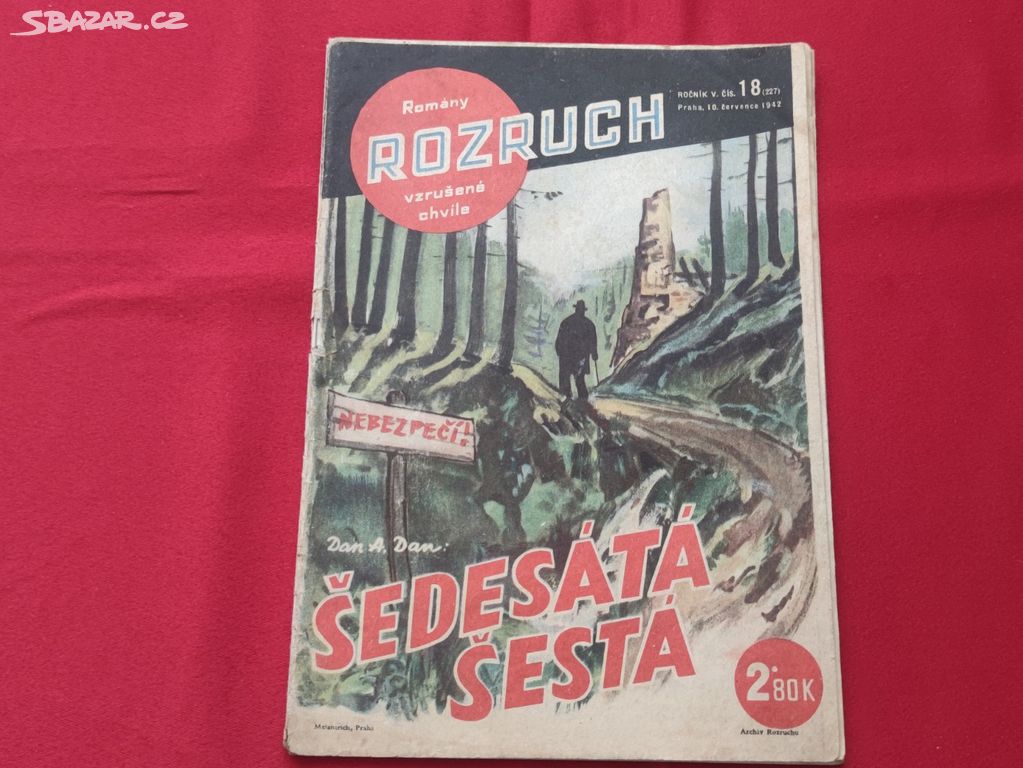 SBAZAR.CZ
Romány
ROZRUCH
vzrušené
chvíle
ROČNÍK V. ČÍS. 18 (227)
Praha, 10. července 1942
NEBEZPEČÍ!
Dan A. Dan:
ŠEDESÁTÁ
ŠESTÁ
2·80K
Melantrich, Praha
Archiv Rozruchu